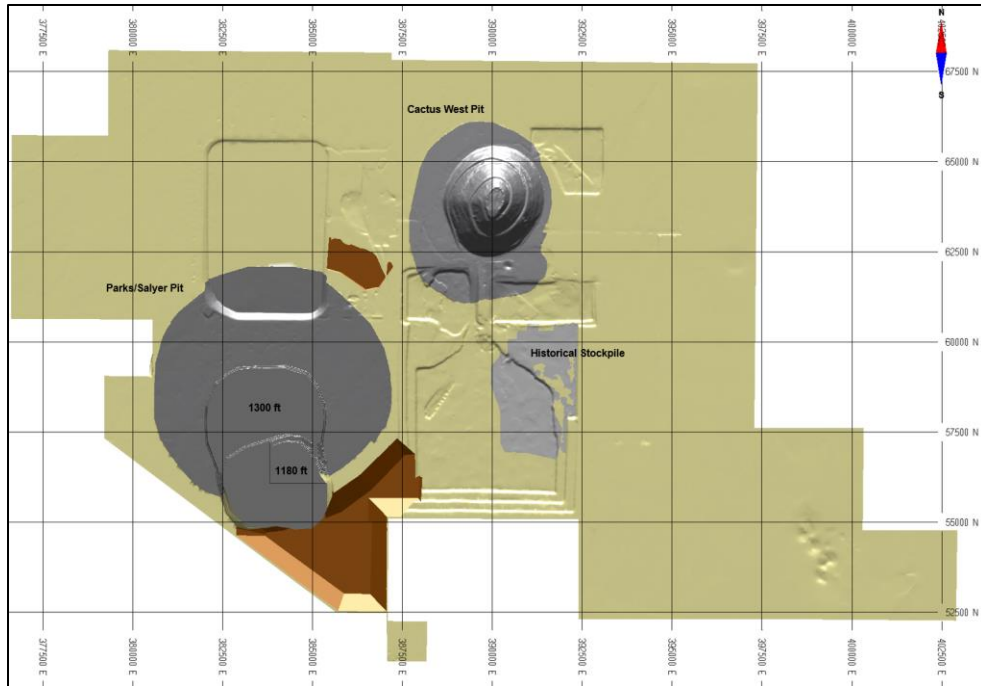 377500 E
380000 E
382500 E
385000 E
387500 E
390000 E
392500 E
395000 E
397500 E
400000 E
N
S
67500 N
Cactus West Pit
65000 N
62500 N
Parks/Salyer Pit
60000 N
Historical Stockpile
1300 ft
57500 N
1180 ft
55000 N
52500 N
377500 E
380000 E
382500 E
385000 E
387500 E
390000 E
392500 E
395000 E
397500 E
400000 E
402500 E